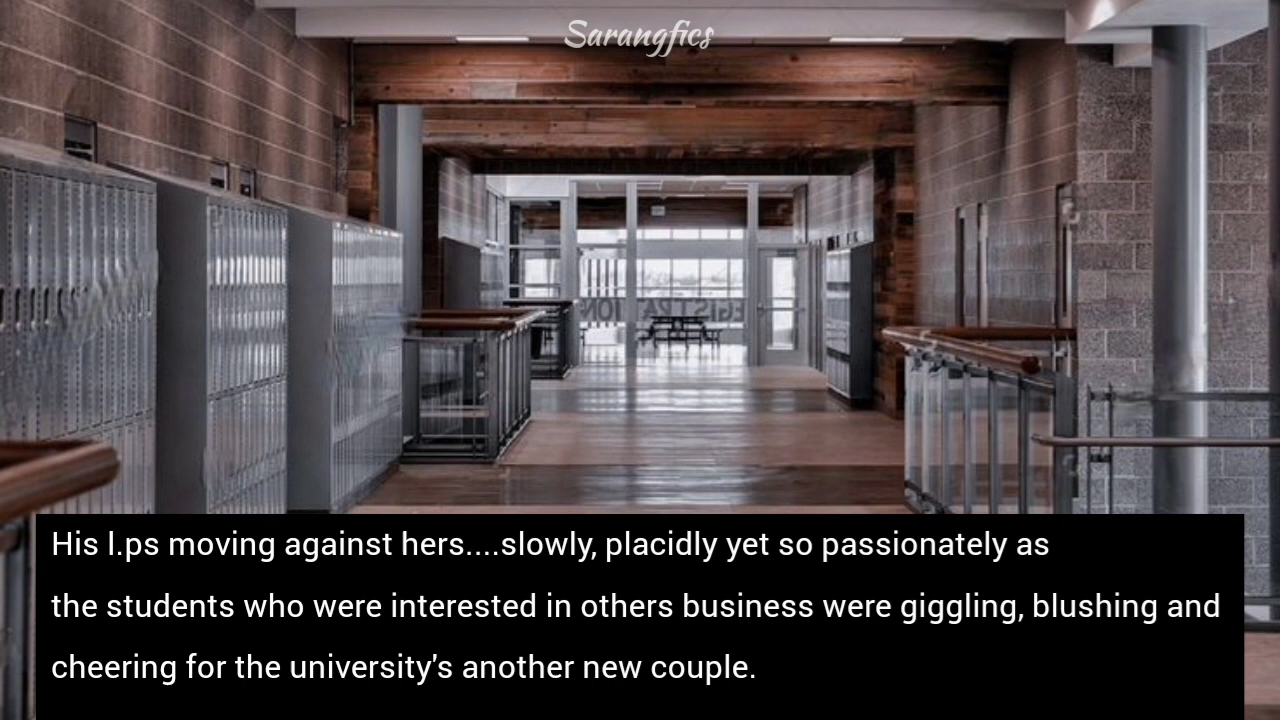 Sarangfics
EGISTRATION
His l.ps moving against hers....slowly, placidly yet so passionately as
the students who were interested in others business were giggling, blushing and
cheering for the university's another new couple.